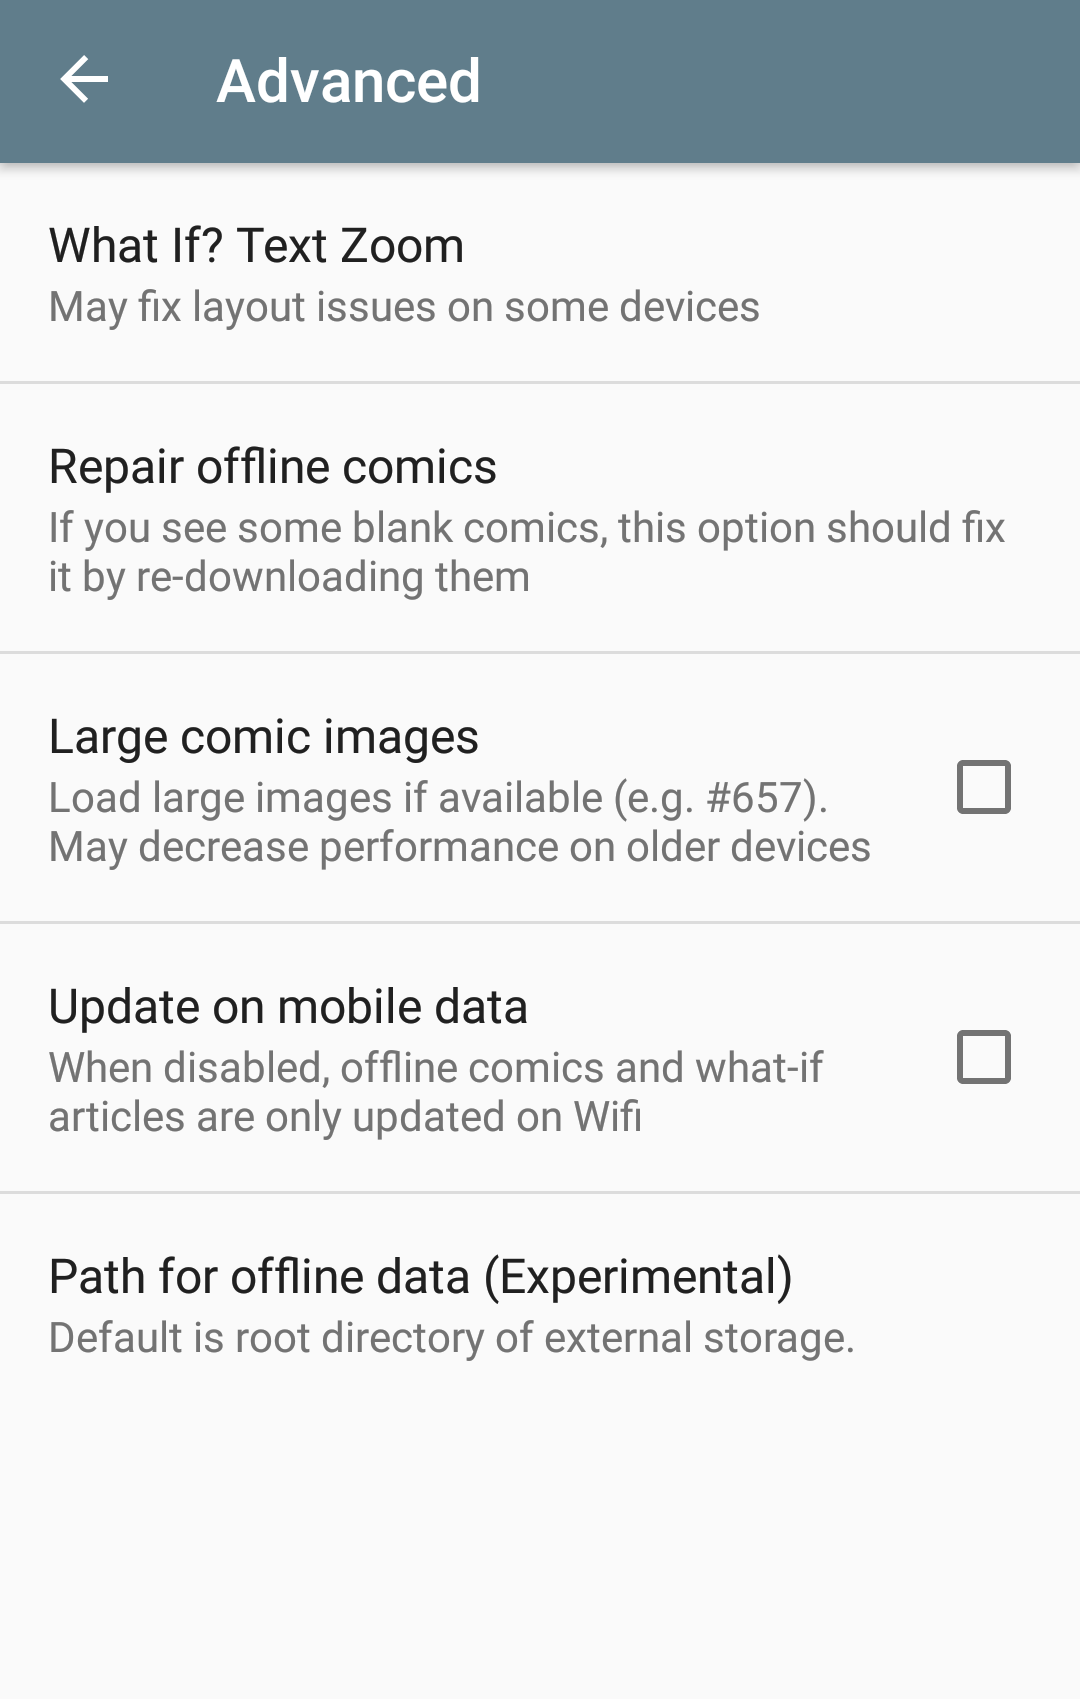 Advanced
What If? Text Zoom
May fix layout issues on some devices
Repair offline comics
If you see some blank comics, this option should fix
it by re-downloading them
Large comic images
Load large images if available (e.g. #657).
May decrease performance on older devices
Update on mobile data
When disabled, offline comics and what-if
articles are only updated on Wifi
Path for offline data (Experimental)
Default is root directory of external storage.